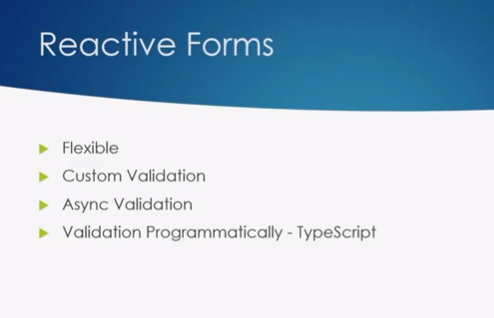 Reactive Forms
Flexible
Custom Validation
Async Validation
Validation Programmatically - TypeScript